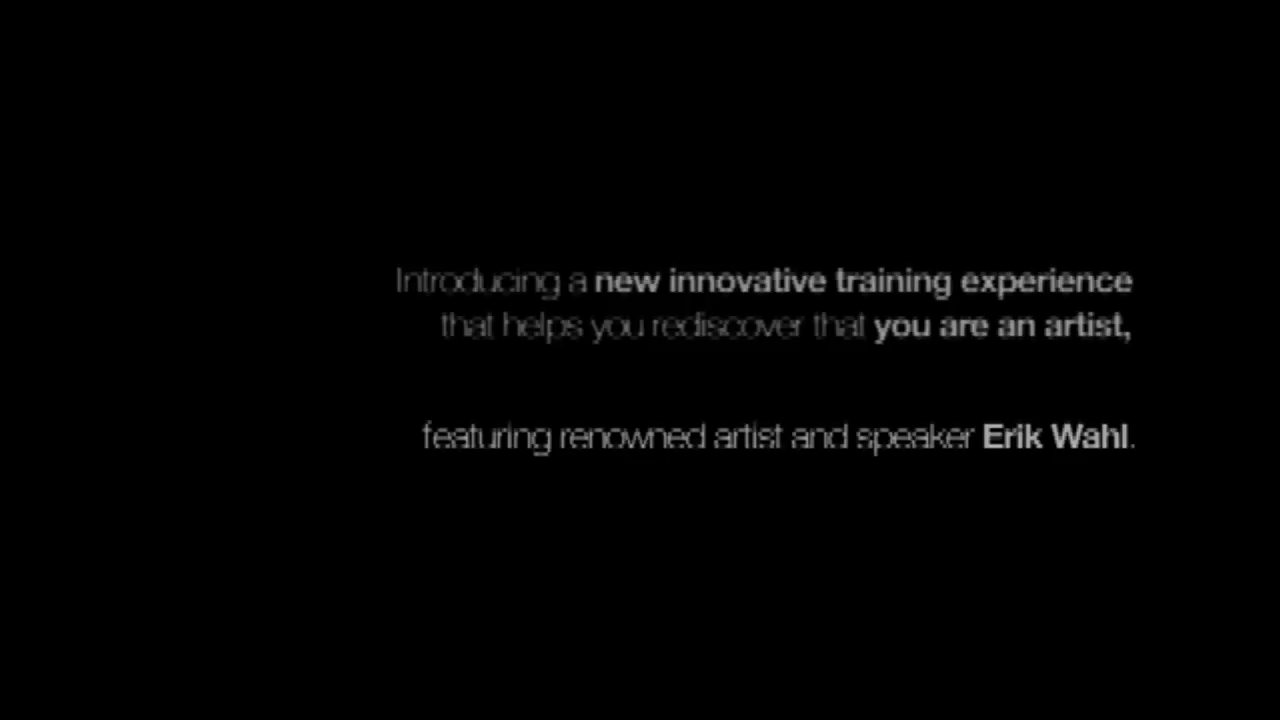 Introducing a new innovative training experience
that helps you rediscover that you are an artist,
featuring renowned artist and speaker Erik Wahl.